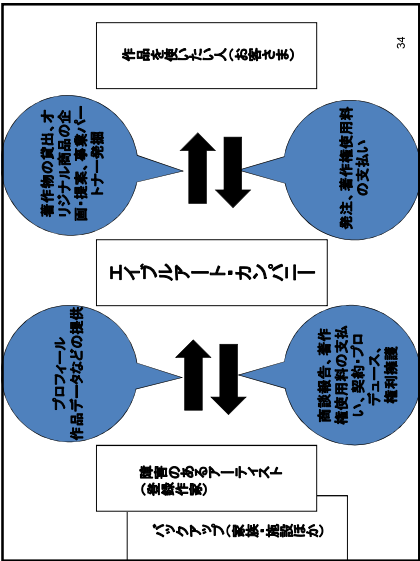 プロフィール
作品データなどの提供
著作物の貸出、オ
リジナル商品の企
画・提案、事業パー
トナー発掘
障害のあるアーティスト
（登録作家）
バックアップ（家族・施設ほか）
エイブルアート・カンパニー
作品を使いたい人（お客さま）
商談報告、著作
権使用料の支払
い、契約・プロ
デュース、
権利擁護
発注、著作権使用料
の支払い
34